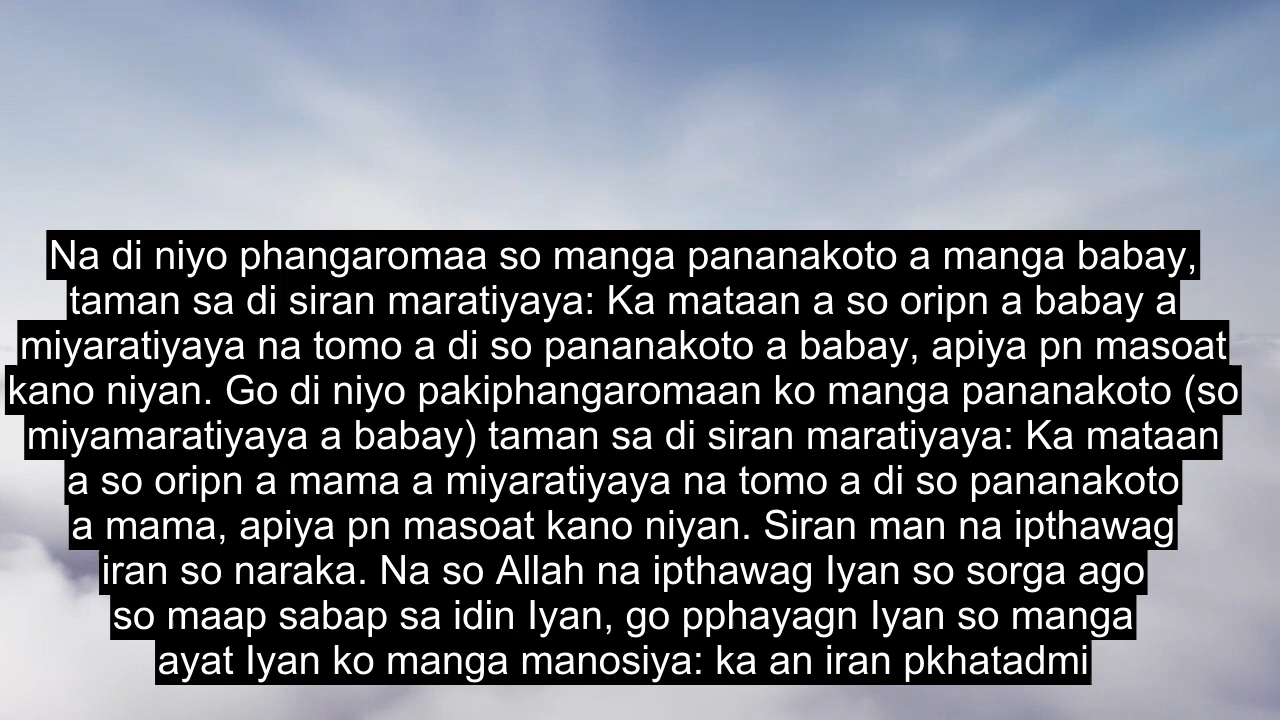 Na di niyo phangaromaa so manga pananakoto a manga babay,
taman sa di siran maratiyaya: Ka mataan a so oripn a babay a
miyaratiyaya na tomo a di so pananakoto a babay, apiya pn masoat
kano niyan. Go di niyo pakiphangaromaan ko manga pananakoto (so
miyamaratiyaya a babay) taman sa di siran maratiyaya: Ka mataan
a so oripn a mama a miyaratiyaya na tomo a di so pananakoto
a mama, apiya pn masoat kano niyan. Siran man na ipthawag
iran so naraka. Na so Allah na ipthawag Iyan so sorga ago
so maap sabap sa idin Iyan, go pphayagn Iyan so manga
ayat Iyan ko manga manosiya: ka an iran pkhatadmi